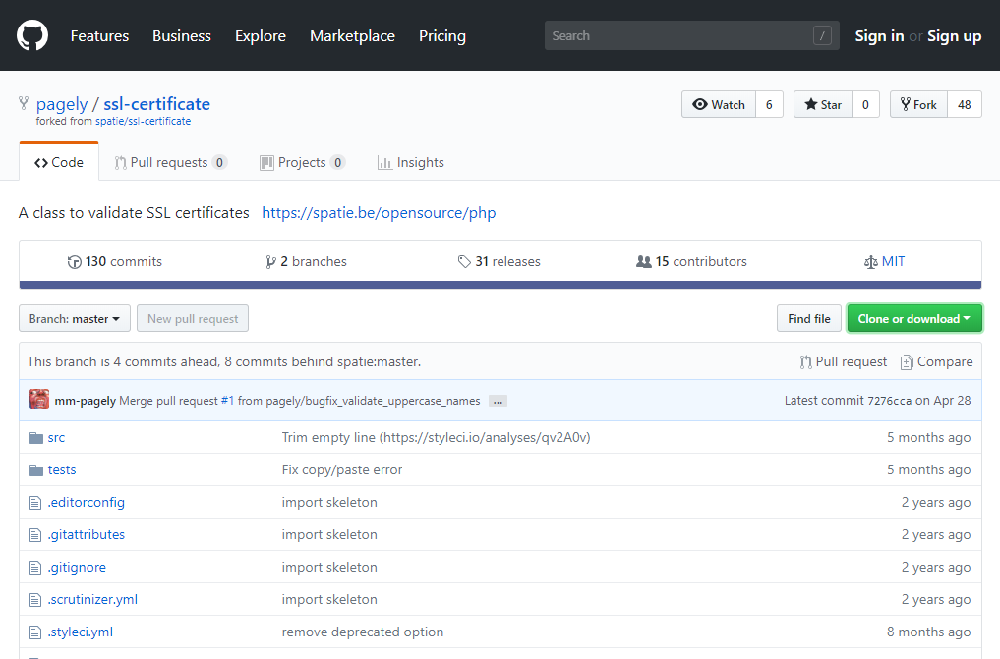 Features Business Explore Marketplace Pricing Search / Sign in or Sign up
pagely / ssl-certificate Watch 6 Star 0 Fork 48
forked from spatie/ssl-certificate
Code Pull requests 0 Projects 0 Insights
A class to validate SSL certificates https://spatie.be/opensource/php
130 commits 2 branches 31 releases 15 contributors MIT
Branch: master New pull request Find file Clone or download
This branch is 4 commits ahead, 8 commits behind spatie:master. Pull request Compare
mm-pagely Merge pull request #1 from pagely/bugfix_validate_uppercase_names ... Latest commit 7276cca on Apr 28
src Trim empty line (https://styleci.io/analyses/qv2A0v) 5 months ago
tests Fix copy/paste error 5 months ago
.editorconfig import skeleton 2 years ago
.gitattributes import skeleton 2 years ago
.gitignore import skeleton 2 years ago
.scrutinizer.yml import skeleton 2 years ago
.styleci.yml remove deprecated option 8 months ago